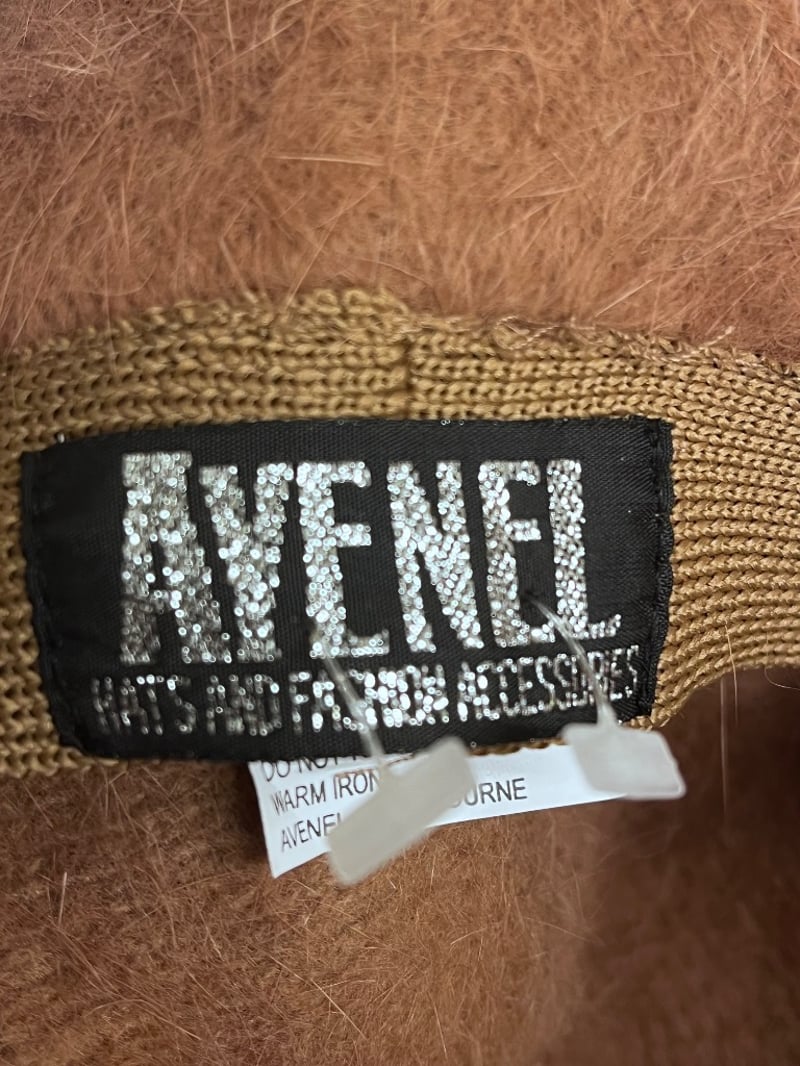 AVENEL
HATS AND FASHION ACCESSORIES
DO NOT
WARM IRON
AVENEL